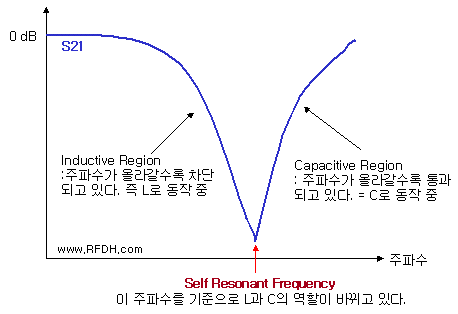 0 dB
S21
Inductive Region
:주파수가 올라갈수록 차단
되고 있다. 즉 L로 동작 중
Capacitive Region
: 주파수가 올라갈수록 통과
되고 있다. = C로 동작 중
www.RFDH.com
주파수
Self Resonant Frequency
이 주파수를 기준으로 L과 C의 역할이 바뀌고 있다.